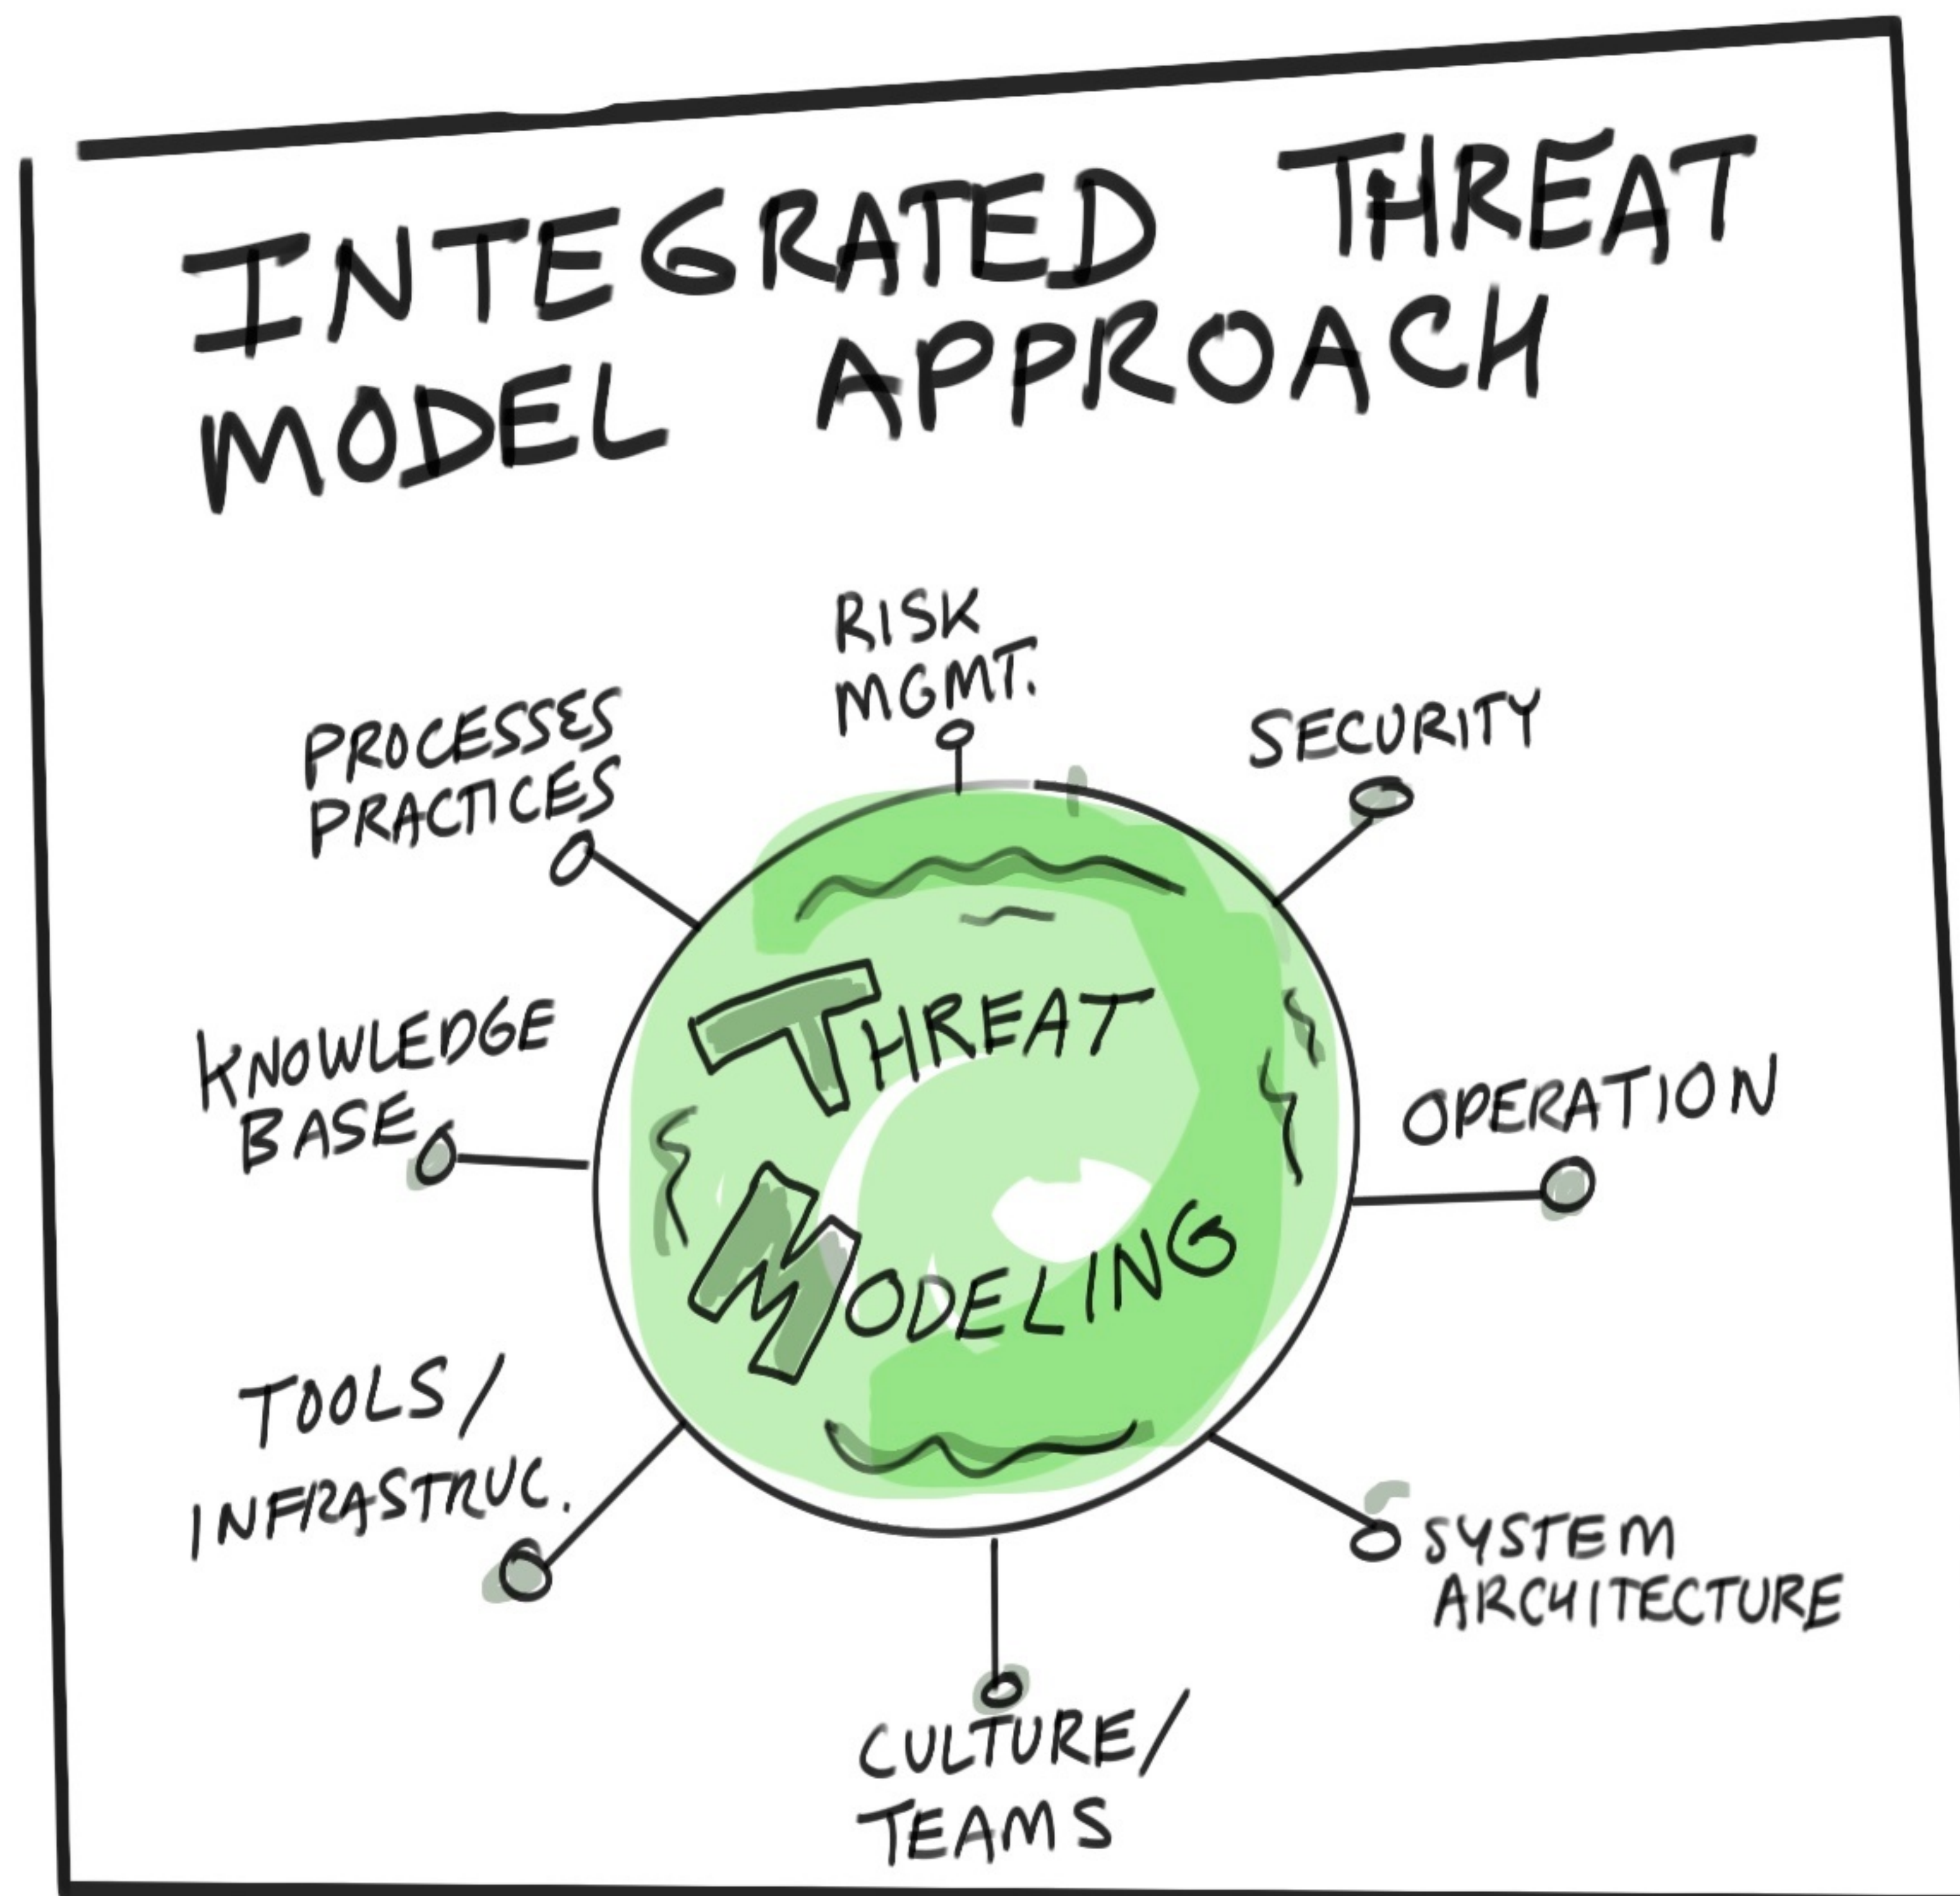 INTEGRATED THREAT
MODEL APPROACH
RISK
MGMT.
PROCESSES
PRACTICES
SECURITY
KNOWLEDGE
BASE
THREAT
MODELING
OPERATION
TOOLS/
INFRASTRUC.
SYSTEM
ARCHITECTURE
CULTURE/
TEAMS